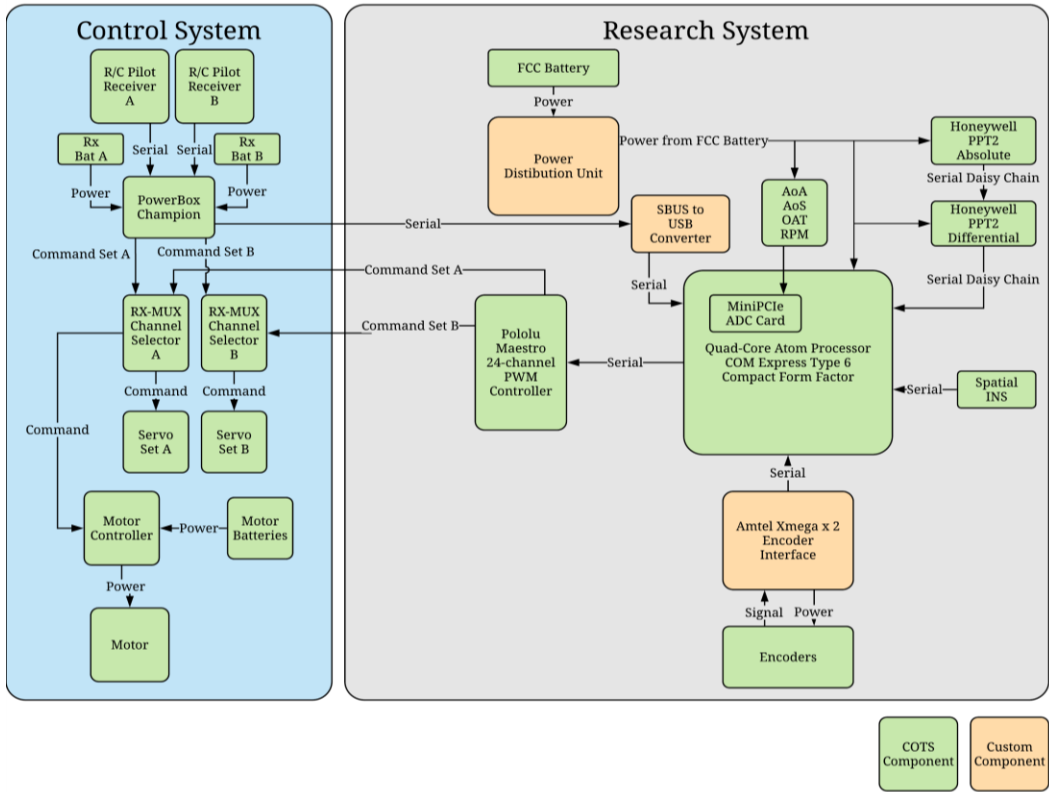 Control System
R/C Pilot
Receiver
A
R/C Pilot
Receiver
B
Rx
Bat A
Serial
Serial
Rx
Bat B
Power
Power
PowerBox
Champion
Command Set A
Command Set B
RX-MUX
Channel
Selector
A
RX-MUX
Channel
Selector
B
Command
Command
Command
Servo
Set A
Servo
Set B
Motor
Controller
Power
Motor
Batteries
Power
Motor
Research System
FCC Battery
Power
Power
Distibution Unit
Power from FCC Battery
Honeywell
PPT2
Absolute
Serial Daisy Chain
AoA
AoS
OAT
RPM
Honeywell
PPT2
Differential
Serial
SBUS to
USB
Converter
Serial Daisy Chain
Command Set A
Serial
Command Set B
Pololu
Maestro
24-channel
PWM
Controller
Serial
MiniPCIe
ADC Card
Quad-Core Atom Processor
COM Express Type 6
Compact Form Factor
Serial
Spatial
INS
Serial
Amtel Xmega x 2
Encoder
Interface
Signal
Power
Encoders
COTS
Component
Custom
Component